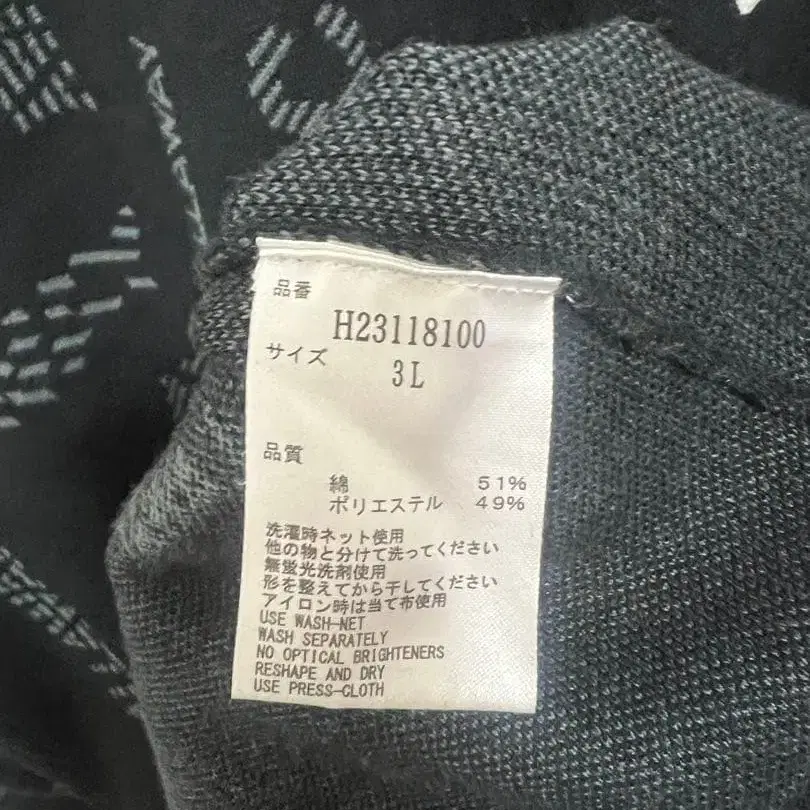 品番
H23118100
サイズ
3L
品質
綿 51%
ポリエステル 49%
洗濯時ネット使用
他の物と分けて洗ってください
無蛍光洗剤使用
形を整えてから干してください
アイロン時は当て布使用
USE WASH-NET
WASH SEPARATELY
NO OPTICAL BRIGHTENERS
RESHAPE AND DRY
USE PRESS-CLOTH